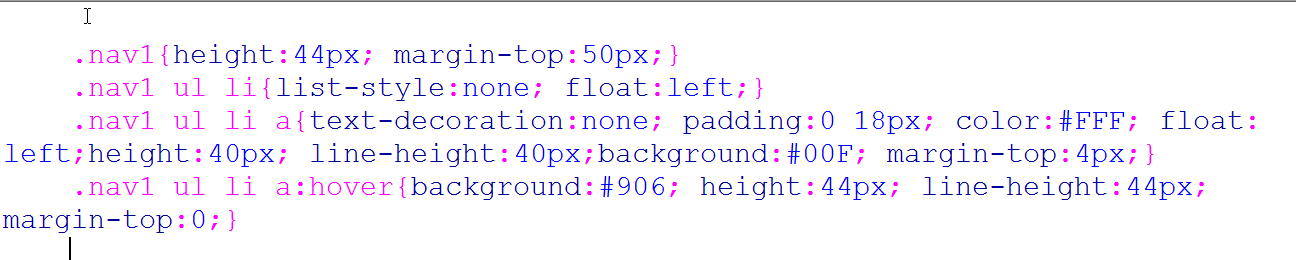 .nav1{height:44px; margin-top:50px;}
.nav1 ul li{list-style:none; float:left;}
.nav1 ul li a{text-decoration:none; padding:0 18px; color:#FFF; float:
left;height:40px; line-height:40px;background:#00F; margin-top:4px;}
.nav1 ul li a:hover{background:#906; height:44px; line-height:44px;
margin-top:0;}